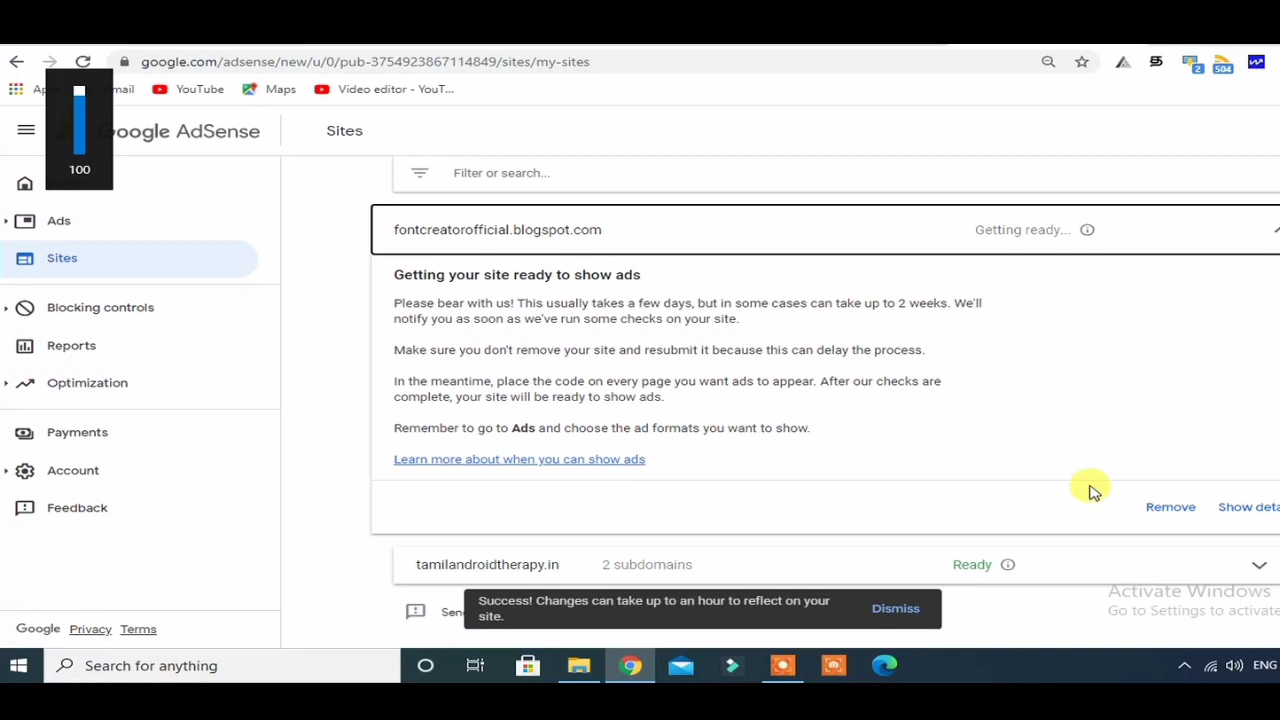 google.com/adsense/new/u/0/pub-3754923867114849/sites/my-sites
2
504
YouTube
Maps
Video editor - YouT...
Google AdSense
Sites
100
Filter or search...
Ads
Sites
Blocking controls
Reports
Optimization
Payments
Account
Feedback
fontcreatorofficial.blogspot.com
Getting ready...
Getting your site ready to show ads
Please bear with us! This usually takes a few days, but in some cases can take up to 2 weeks. We'll
notify you as soon as we've run some checks on your site.
Make sure you don't remove your site and resubmit it because this can delay the process.
In the meantime, place the code on every page you want ads to appear. After our checks are
complete, your site will be ready to show ads.
Remember to go to Ads and choose the ad formats you want to show.
Learn more about when you can show ads
Remove
Show deta
tamilandroidtherapy.in
2 subdomains
Ready
Success! Changes can take up to an hour to reflect on your
site.
Dismiss
Activate Windows
Go to Settings to activate
Google Privacy Terms
Search for anything
ENG